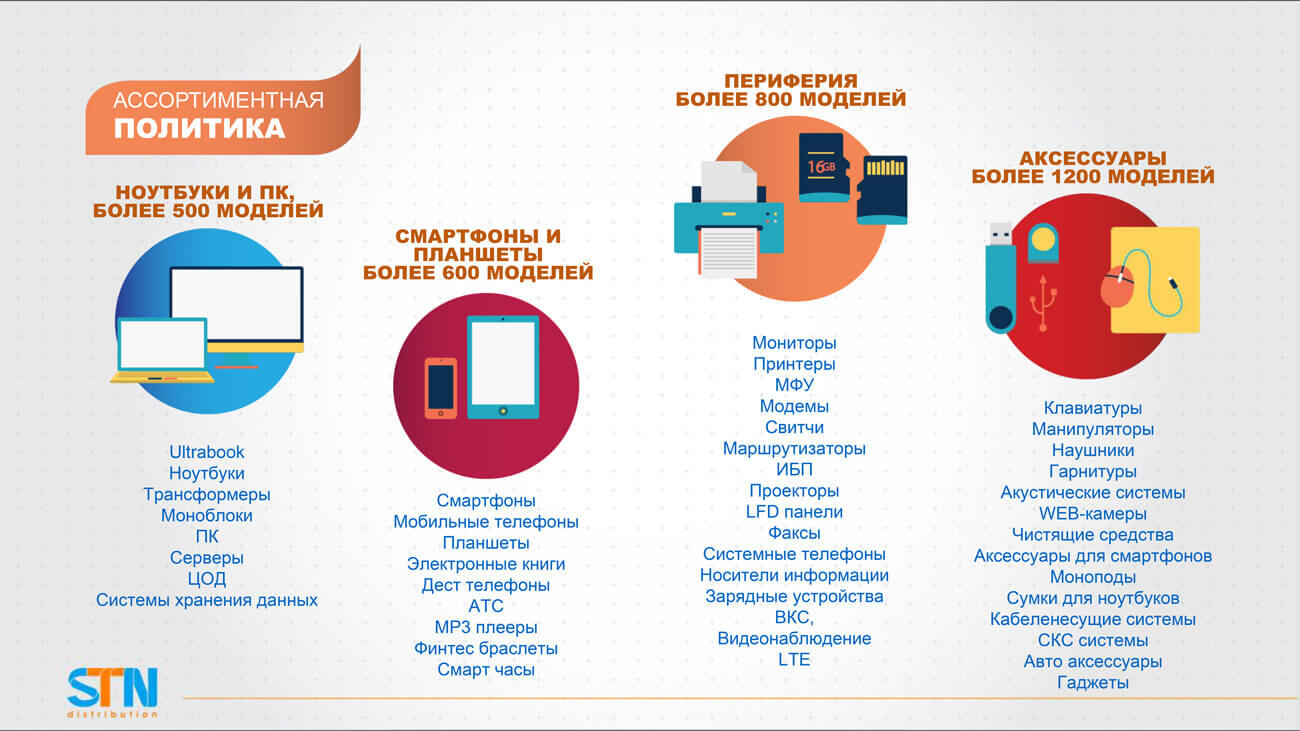 АССОРТИМЕНТНАЯ
ПОЛИТИКА
НОУТБУКИ И ПК,
БОЛЕЕ 500 МОДЕЛЕЙ
Ultrabook
Ноутбуки
Трансформеры
Моноблоки
ПК
Серверы
ЦОД
Системы хранения данных
СМАРТФОНЫ И
ПЛАНШЕТЫ
БОЛЕЕ 600 МОДЕЛЕЙ
Смартфоны
Мобильные телефоны
Планшеты
Электронные книги
Дест телефоны
АТС
MP3 плееры
Финтес браслеты
Смарт часы
ПЕРИФЕРИЯ
БОЛЕЕ 800 МОДЕЛЕЙ
16GB
Мониторы
Принтеры
МФУ
Модемы
Свитчи
Маршрутизаторы
ИБП
Проекторы
LFD панели
Факсы
Системные телефоны
Носители информации
Зарядные устройства
ВКС,
Видеонаблюдение
LTE
АКСЕССУАРЫ
БОЛЕЕ 1200 МОДЕЛЕЙ
Клавиатуры
Манипуляторы
Наушники
Гарнитуры
Акустические системы
WEB-камеры
Чистящие средства
Аксессуары для смартфонов
Моноподы
Сумки для ноутбуков
Кабеленесущие системы
СКС системы
Авто аксессуары
Гаджеты
STN
distribution